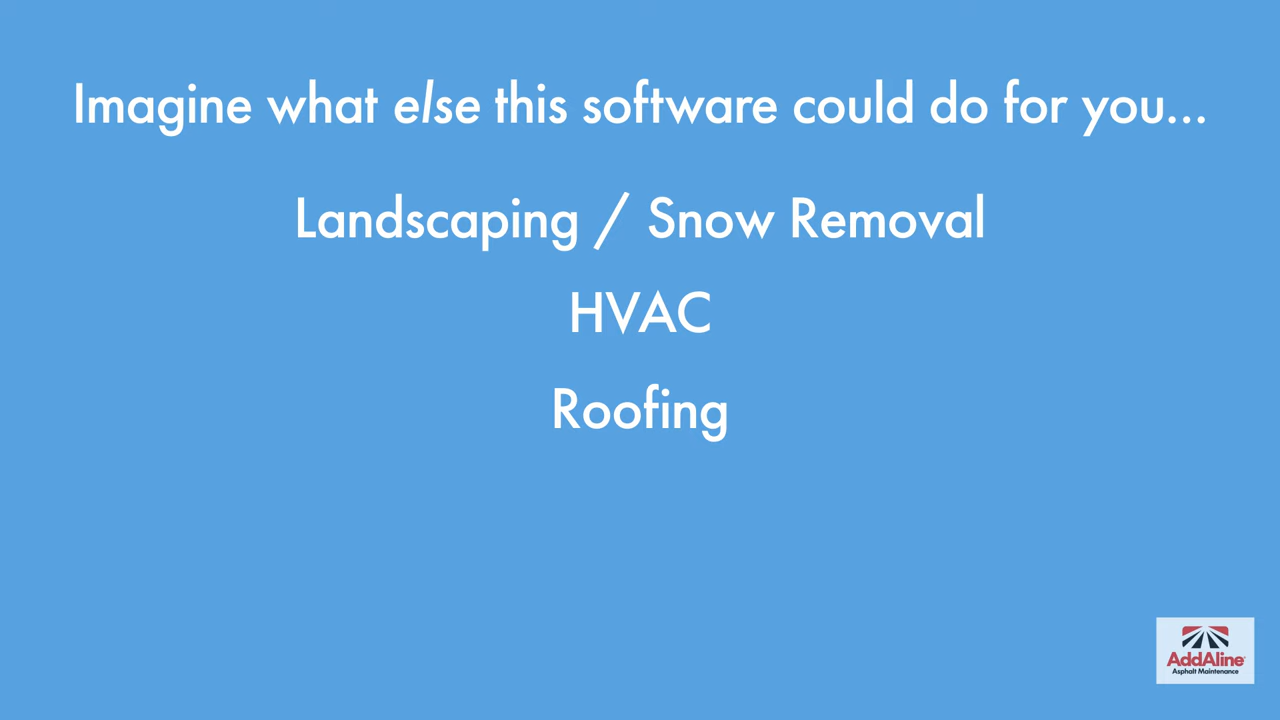 Imagine what else this software could do for you...
Landscaping / Snow Removal
HVAC
Roofing
AddAline
Asphalt Maintenance